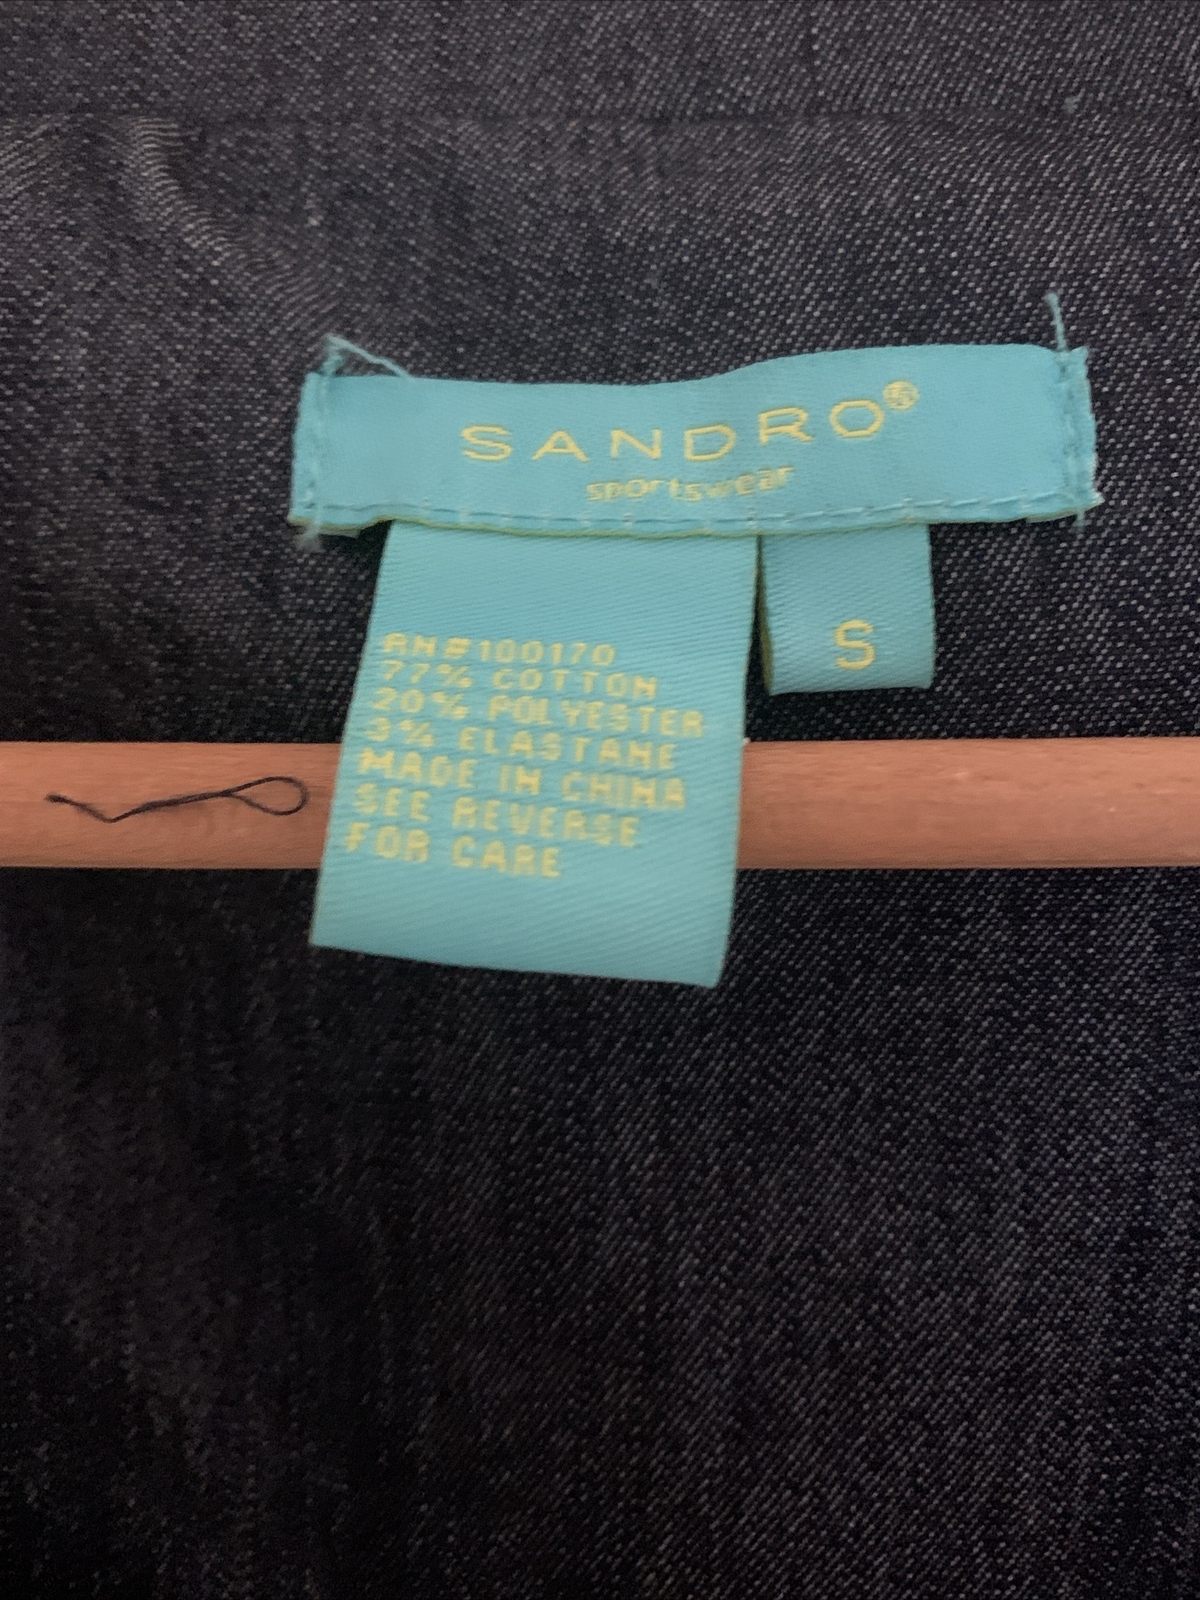 SANDRO®
sportswear
S
RN#100170
77% COTTON
20% POLYESTER
3% ELASTANE
MADE IN CHINA
SEE REVERSE
FOR CARE